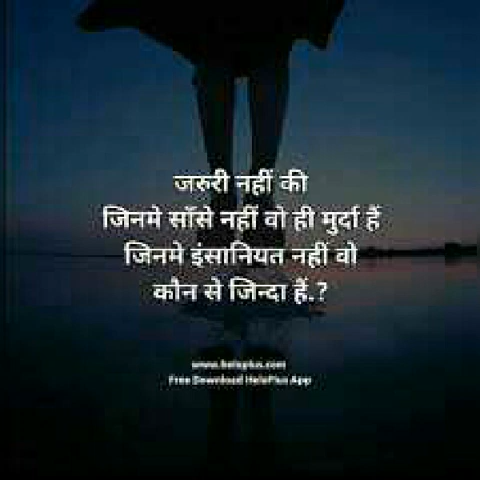 जरुरी नहीं की
जिनमे साँसे नहीं वो ही मुर्दा हैं
जिनमे इंसानियत नहीं वो
कौन से जिन्दा हैं.?
www.heloplus.com
Free Download HeloPlus App